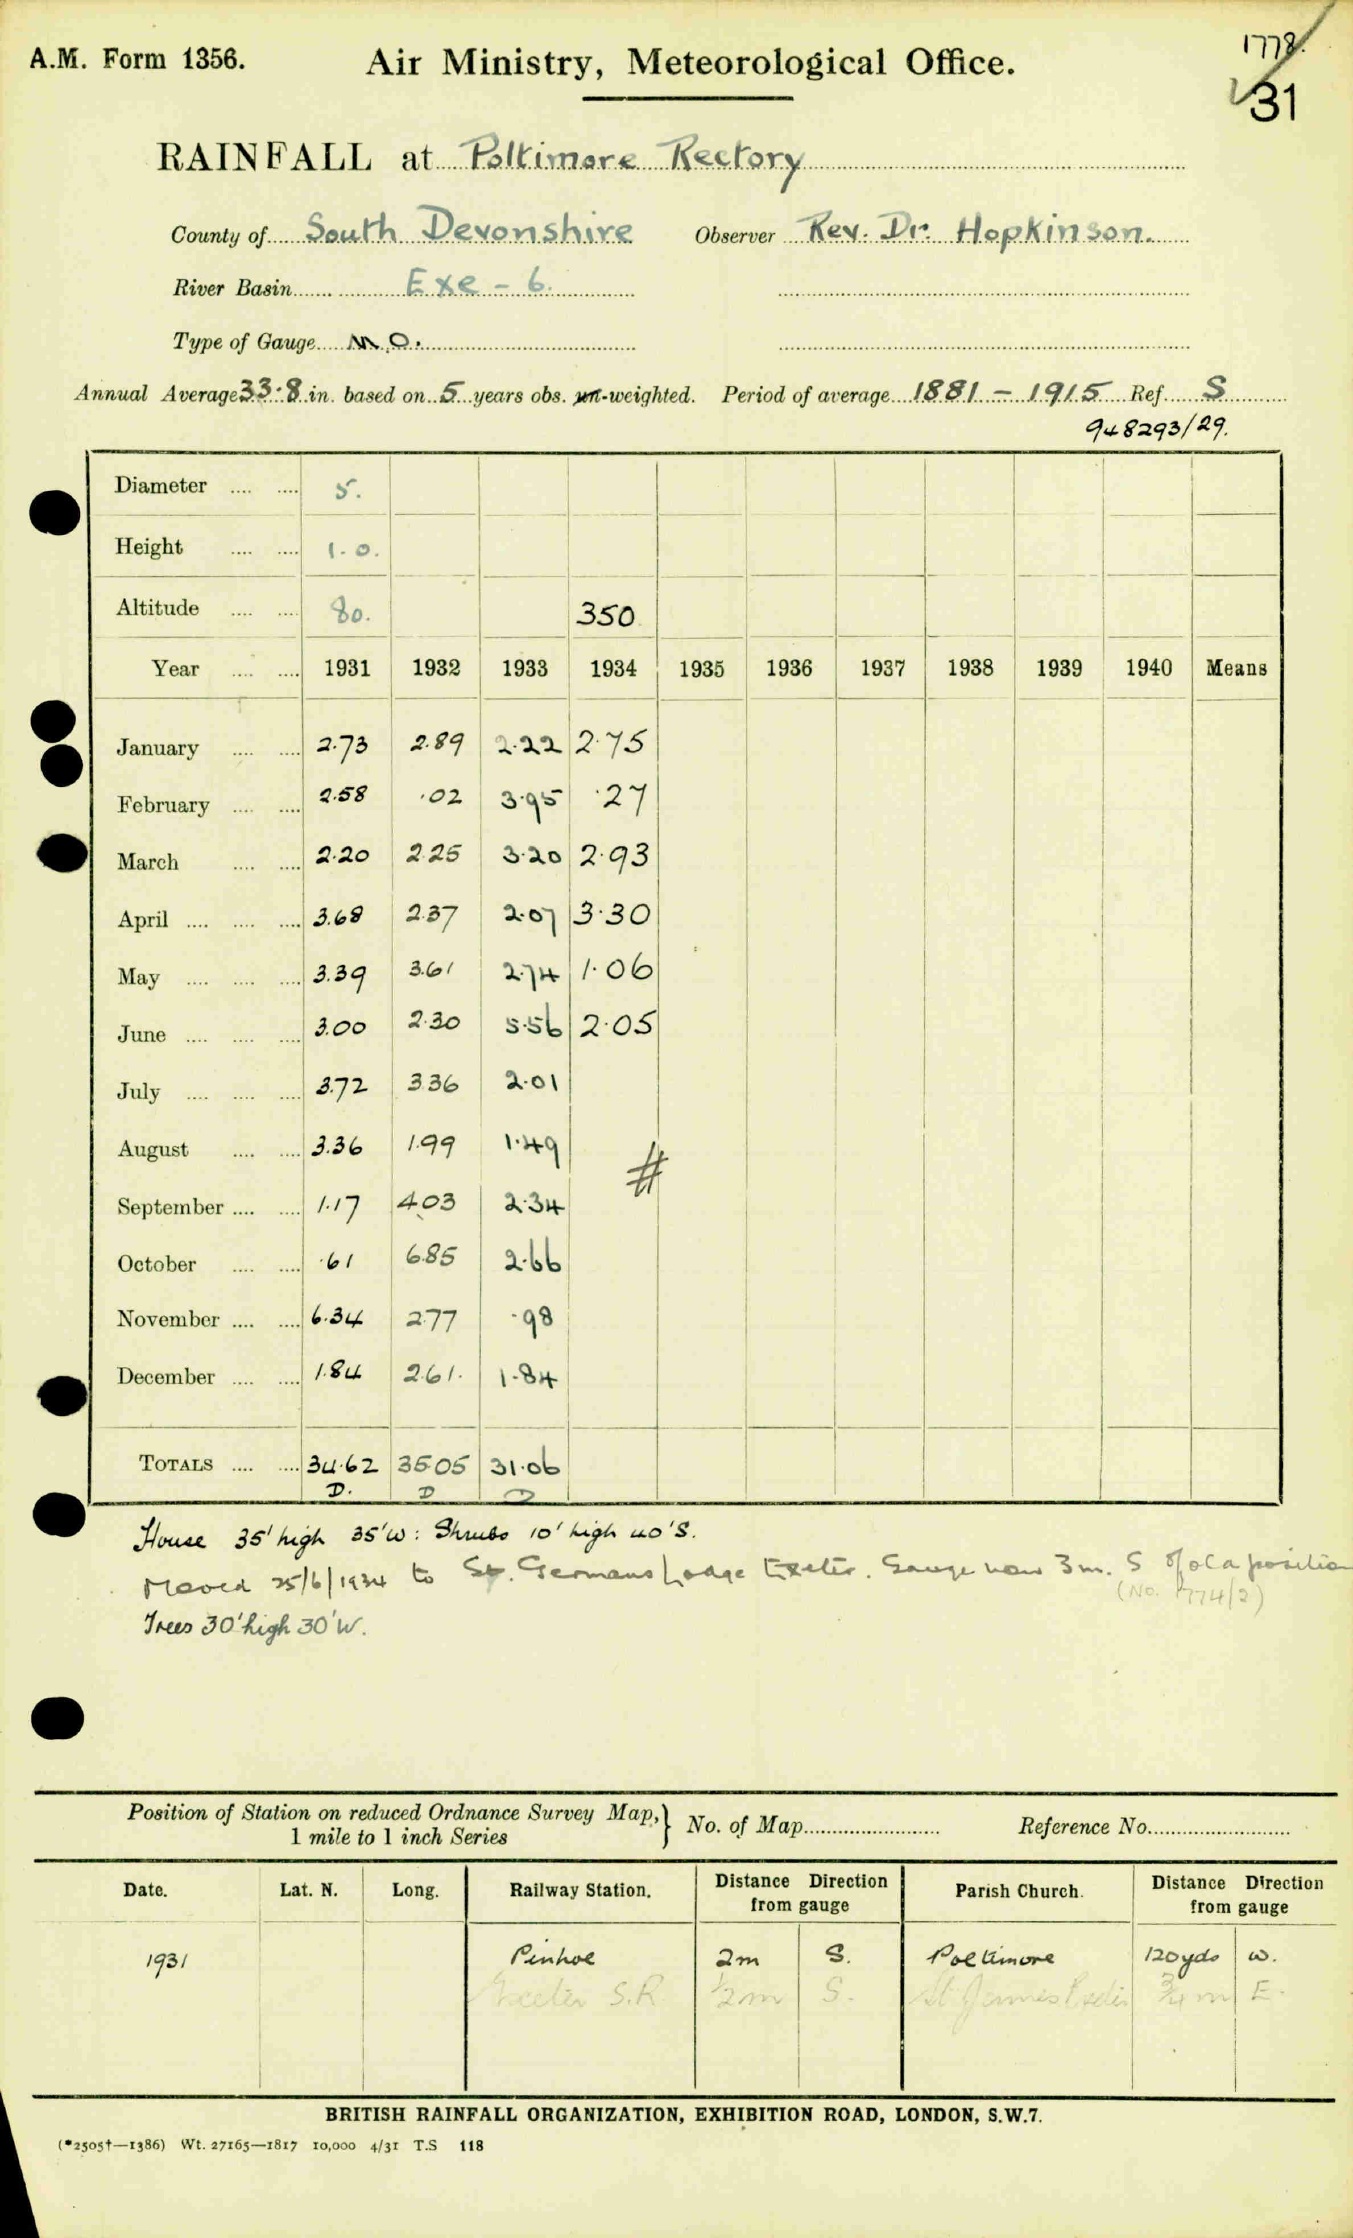 A.M. Form 1356. Air Ministry, Meteorological Office. 1778.
31
RAINFALL at Poltimore Rectory
County of South Devonshire Observer Rev. Dr. Hopkinson.
River Basin Exe - 6.
Type of Gauge M.O.
Annual Average 33.8 in. based on 5 years obs. un-weighted. Period of average 1881 - 1915 Ref. S
948293/29.
Diameter .... .... 5.
Height .... .... 1.0.
Altitude .... .... 80. 350
Year .... .... 1931 1932 1933 1934 1935 1936 1937 1938 1939 1940 Means
January .... .... 2.73 2.89 2.22 2.75
February .... .... 2.58 .02 3.95 .27
March .... .... 2.20 2.25 3.20 2.93
April .... .... .... 3.68 2.37 2.07 3.30
May .... .... .... 3.39 3.61 2.74 1.06
June .... .... .... 3.00 2.30 5.56 2.05
July .... .... .... 3.72 3.36 2.01
August .... .... 3.36 1.99 1.49 #
September .... .... 1.17 4.03 2.34
October .... .... .61 6.85 2.66
November .... .... 6.34 2.77 .98
December .... .... 1.84 2.61. 1.84
TOTALS .... .... 34.62 35.05 31.06
D. D D
House 35' high 35'W: Shrubs 10' high 40'S.
Moved 25/6/1934 to St. Germans Lodge Exeter. Gauge now 3m. S of old position
(No. 1774/2)
Trees 30' high 30'W.
Position of Station on reduced Ordnance Survey Map, } No. of Map Reference No.
1 mile to 1 inch Series
Date. Lat. N. Long. Railway Station. Distance Direction from gauge Parish Church. Distance Direction from gauge
1931 Pinhoe 2m S. Poltimore 120yds W.
Exeter S.R. 1/2m S. St James Exeter 3/4 m E.
BRITISH RAINFALL ORGANIZATION, EXHIBITION ROAD, LONDON, S.W.7.
(*2505†—1386) Wt. 27165—1817 10,000 4/31 T.S 118